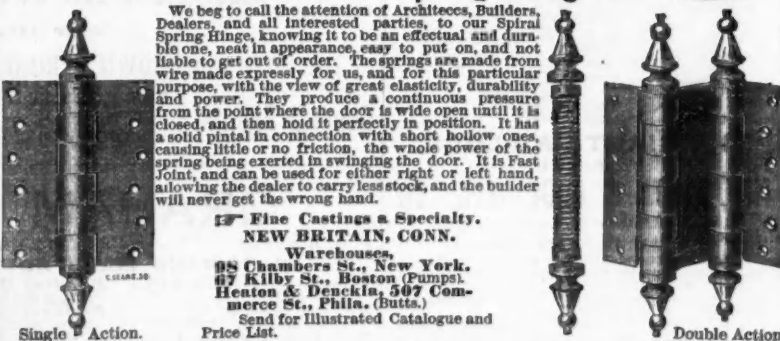 We beg to call the attention of Architeccs, Builders,
Dealers, and all interested parties, to our Spiral
Spring Hinge, knowing it to be an effectual and dura-
ble one, neat in appearance, easy to put on, and not
liable to get out of order. The springs are made from
wire made expressly for us, and for this particular
purpose, with the view of great elasticity, durability
and power. They produce a continuous pressure
from the point where the door is wide open until it is
closed, and then hold it perfectly in position. It has
a solid pintal in connection with short hollow ones,
causing little or no friction, the whole power of the
spring being exerted in swinging the door. It is Fast
Joint, and can be used for either right or left hand,
allowing the dealer to carry less stock, and the builder
will never get the wrong hand.
☞ Fine Castings a Specialty.
NEW BRITAIN, CONN.
Warehouses,
98 Chambers St., New York.
67 Kilby St., Boston (Pumps).
Heaton & Denckla, 507 Com-
merce St., Phila. (Butts.)
Send for Illustrated Catalogue and
Price List.
Single Action.
Double Action